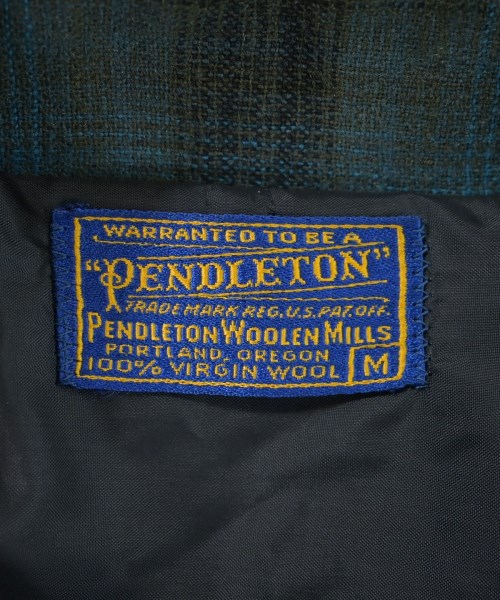 WARRANTED TO BE A
"PENDLETON"
TRADE MARK REG. U.S. PAT. OFF.
PENDLETON WOOLEN MILLS
PORTLAND, OREGON
100% VIRGIN WOOL M